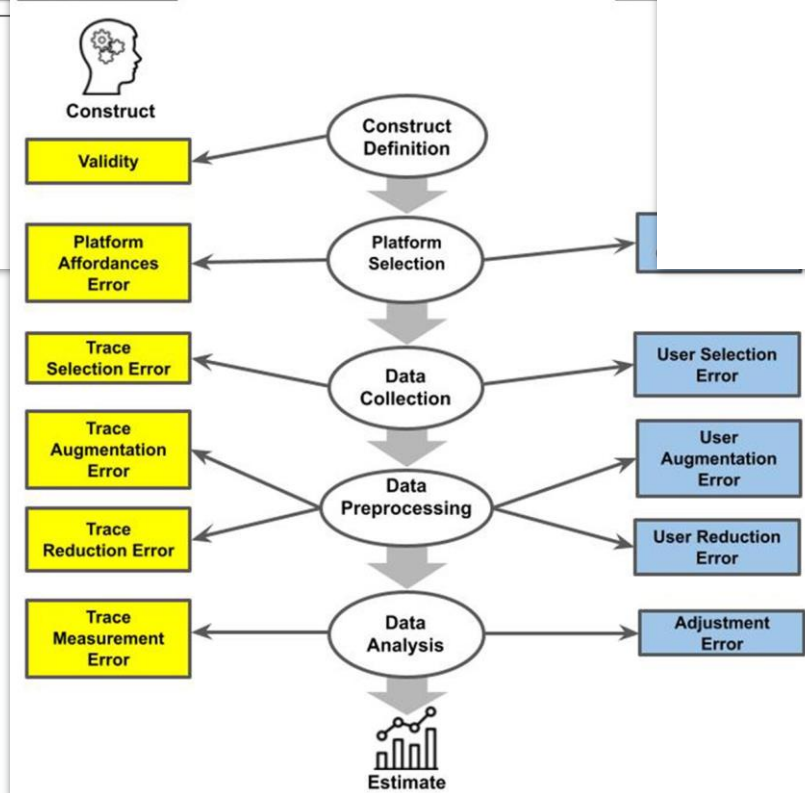 Construct
Construct
Definition
Validity
Platform
Affordances
Error
Platform
Selection
Trace
Selection Error
Data
Collection
User Selection
Error
Trace
Augmentation
Error
Data
Preprocessing
User
Augmentation
Error
Trace
Reduction Error
User Reduction
Error
Trace
Measurement
Error
Data
Analysis
Adjustment
Error
Estimate